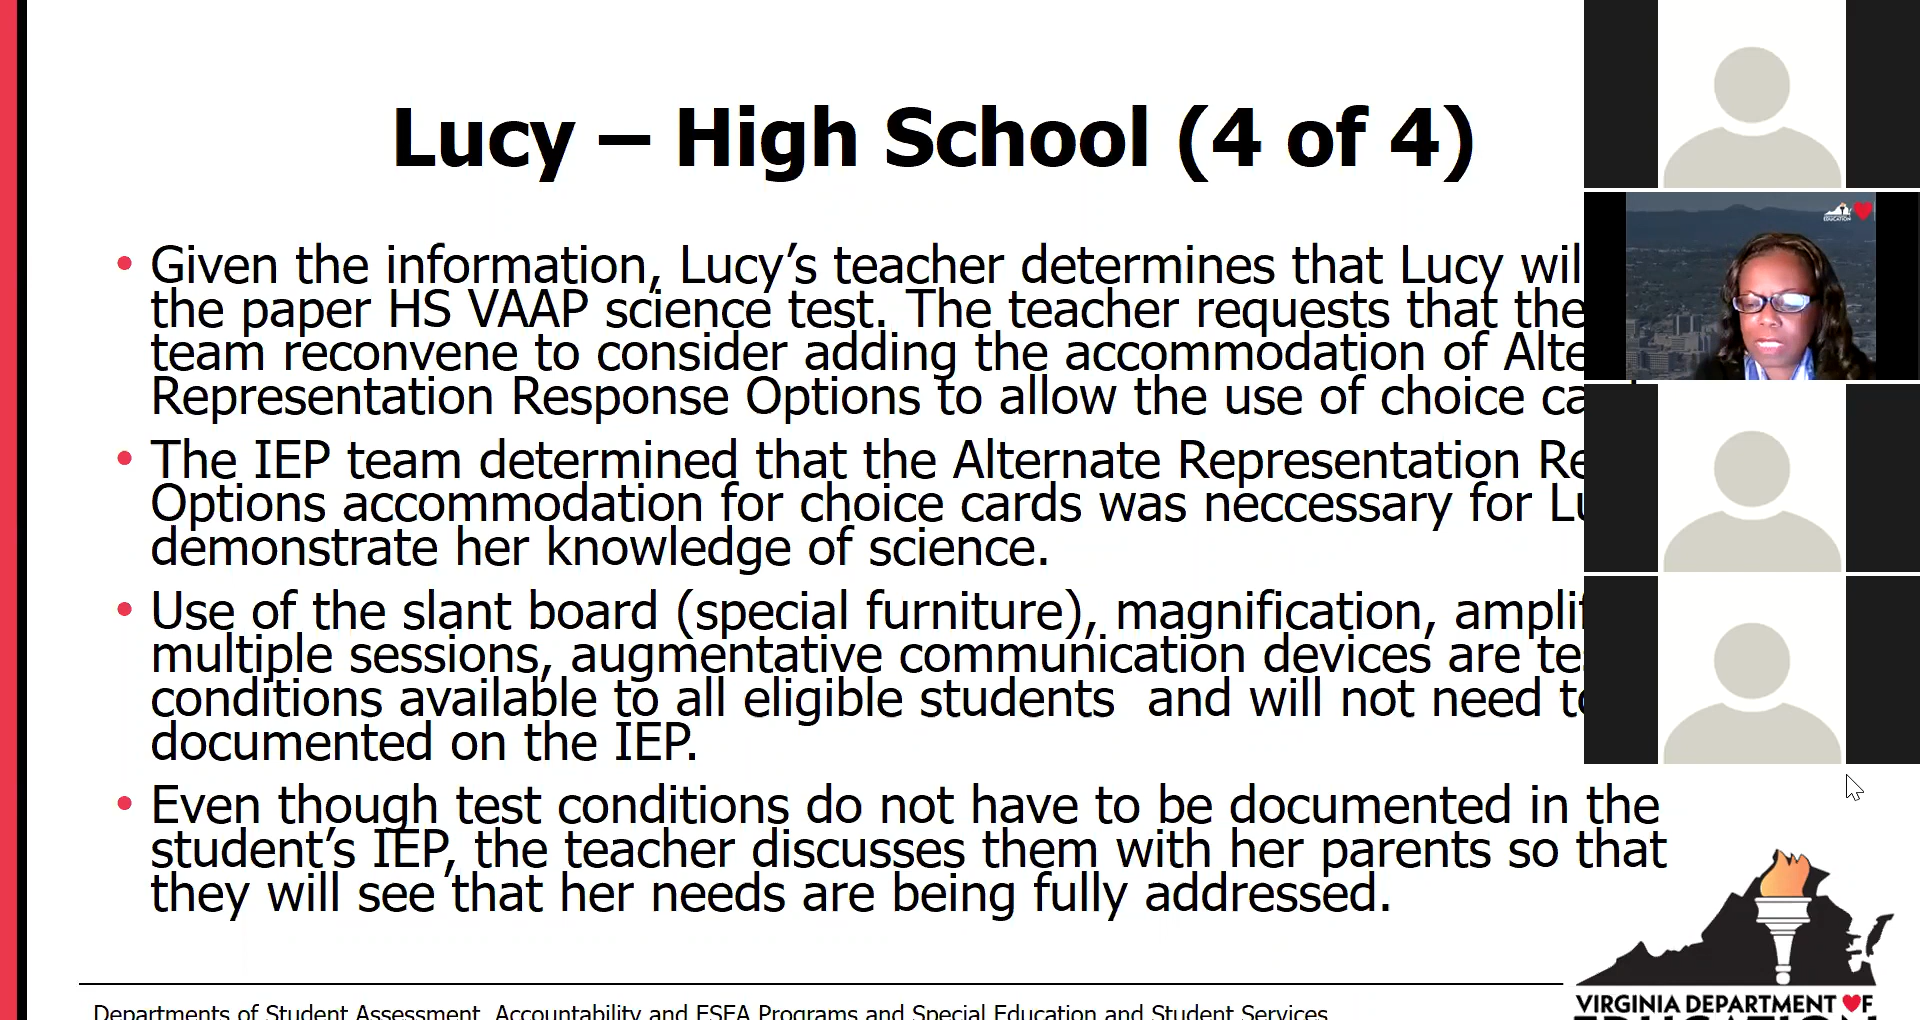 Lucy – High School (4 of 4)
• Given the information, Lucy’s teacher determines that Lucy
the paper HS VAAP science test. The teacher requests that the
team reconvene to consider adding the accommodation of
Representation Response Options to allow the use of choice
• The IEP team determined that the Alternate Representation
Options accommodation for choice cards was neccessary for
demonstrate her knowledge of science.
• Use of the slant board (special furniture), magnification,
multiple sessions, augmentative communication devices are
conditions available to all eligible students  and will not need
documented on the IEP.
• Even though test conditions do not have to be documented in the
student’s IEP, the teacher discusses them with her parents so that
they will see that her needs are being fully addressed.
Departments of Student Assessment, Accountability and ESEA Programs and Special Education and Student Services
VIRGINIA DEPARTMENT OF
EDUCATION